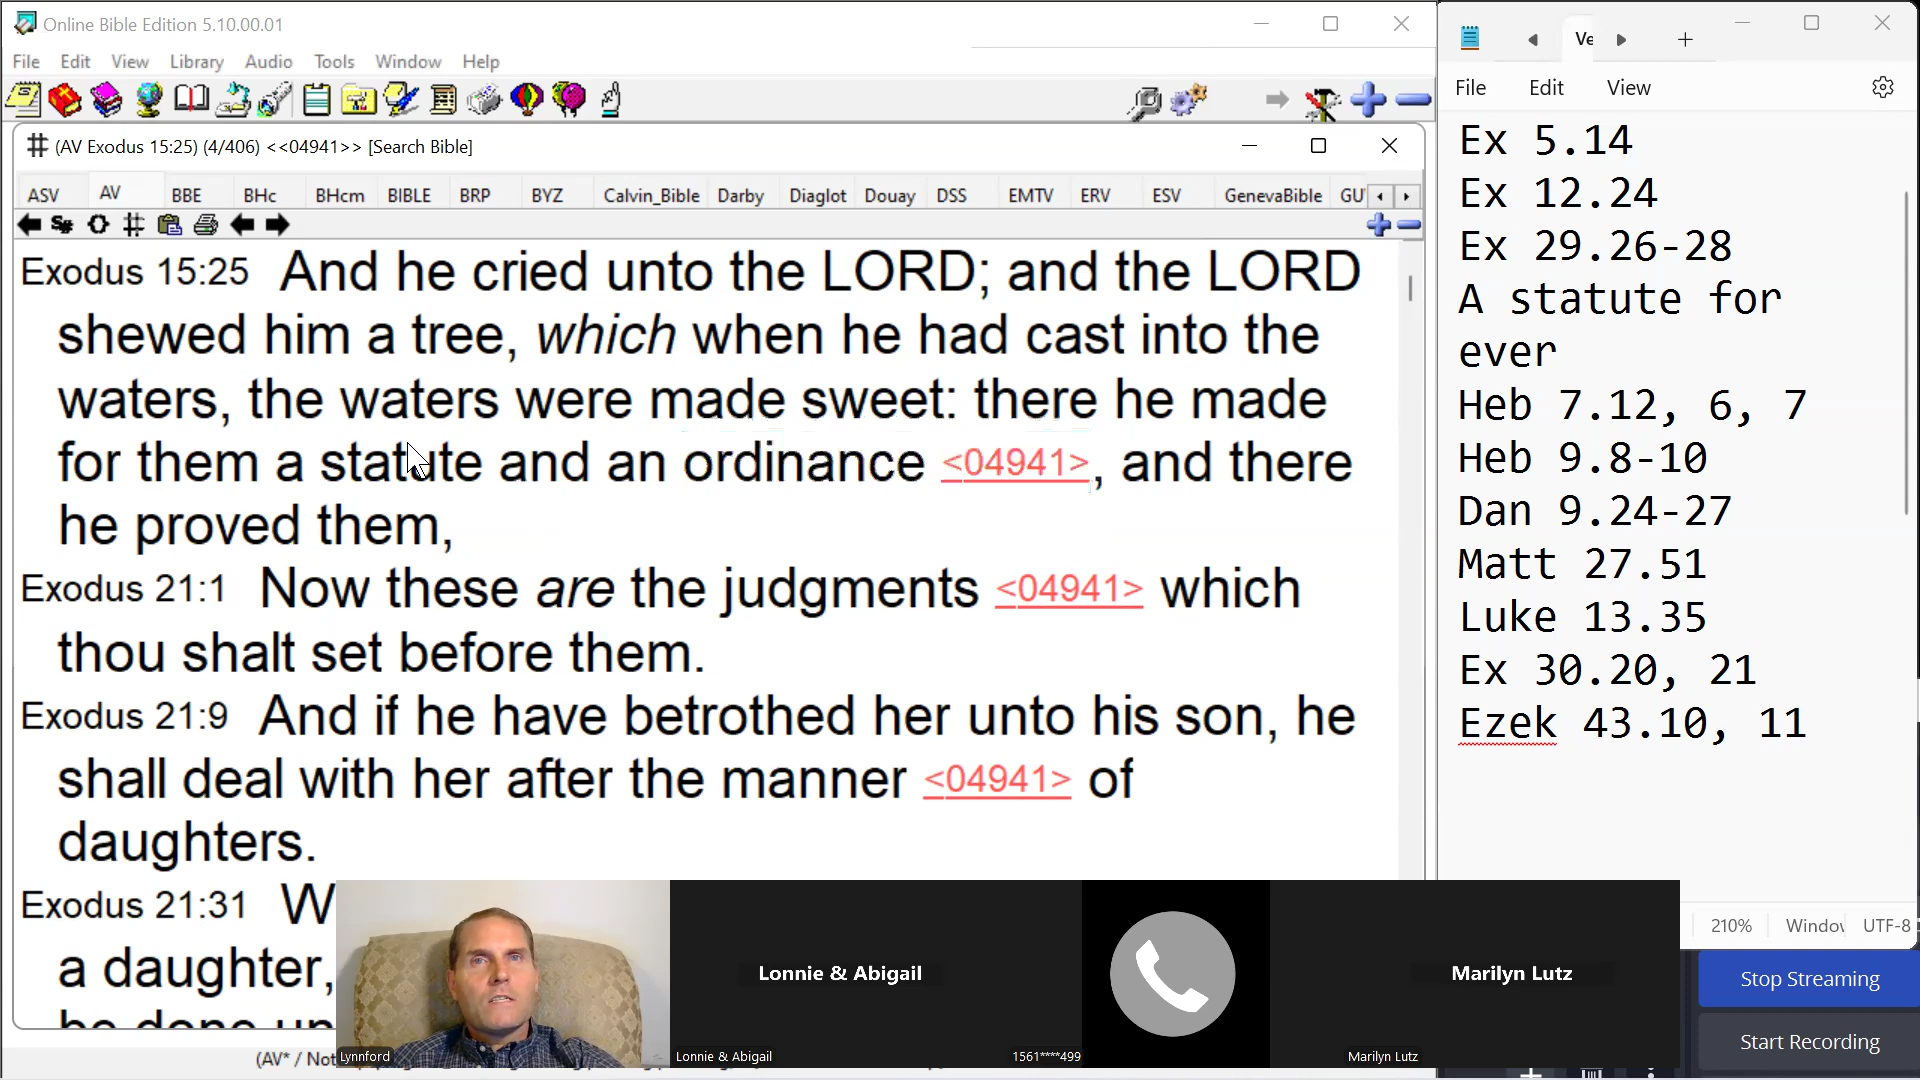 Online Bible Edition 5.10.00.01
File Edit View Library Audio Tools Window Help
(AV Exodus 15:25) (4/406) <<04941>> [Search Bible]
ASV AV BBE BHc BHcm BIBLE BRP BYZ Calvin_Bible Darby Diaglot Douay DSS EMTV ERV ESV GenevaBible
Exodus 15:25 And he cried unto the LORD; and the LORD
shewed him a tree, which when he had cast into the
waters, the waters were made sweet: there he made
for them a statute and an ordinance <04941>, and there
he proved them,
Exodus 21:1 Now these are the judgments <04941> which
thou shalt set before them.
Exodus 21:9 And if he have betrothed her unto his son, he
shall deal with her after the manner <04941> of
daughters.
Exodus 21:31
a daughter,
(AV* /
Ve
File Edit View
Ex 5.14
Ex 12.24
Ex 29.26-28
A statute for
ever
Heb 7.12, 6, 7
Heb 9.8-10
Dan 9.24-27
Matt 27.51
Luke 13.35
Ex 30.20, 21
Ezek 43.10, 11
210% UTF-8
Stop Streaming
Start Recording
Lonnie & Abigail
Marilyn Lutz
Lynnford
Lonnie & Abigail
1561****499
Marilyn Lutz